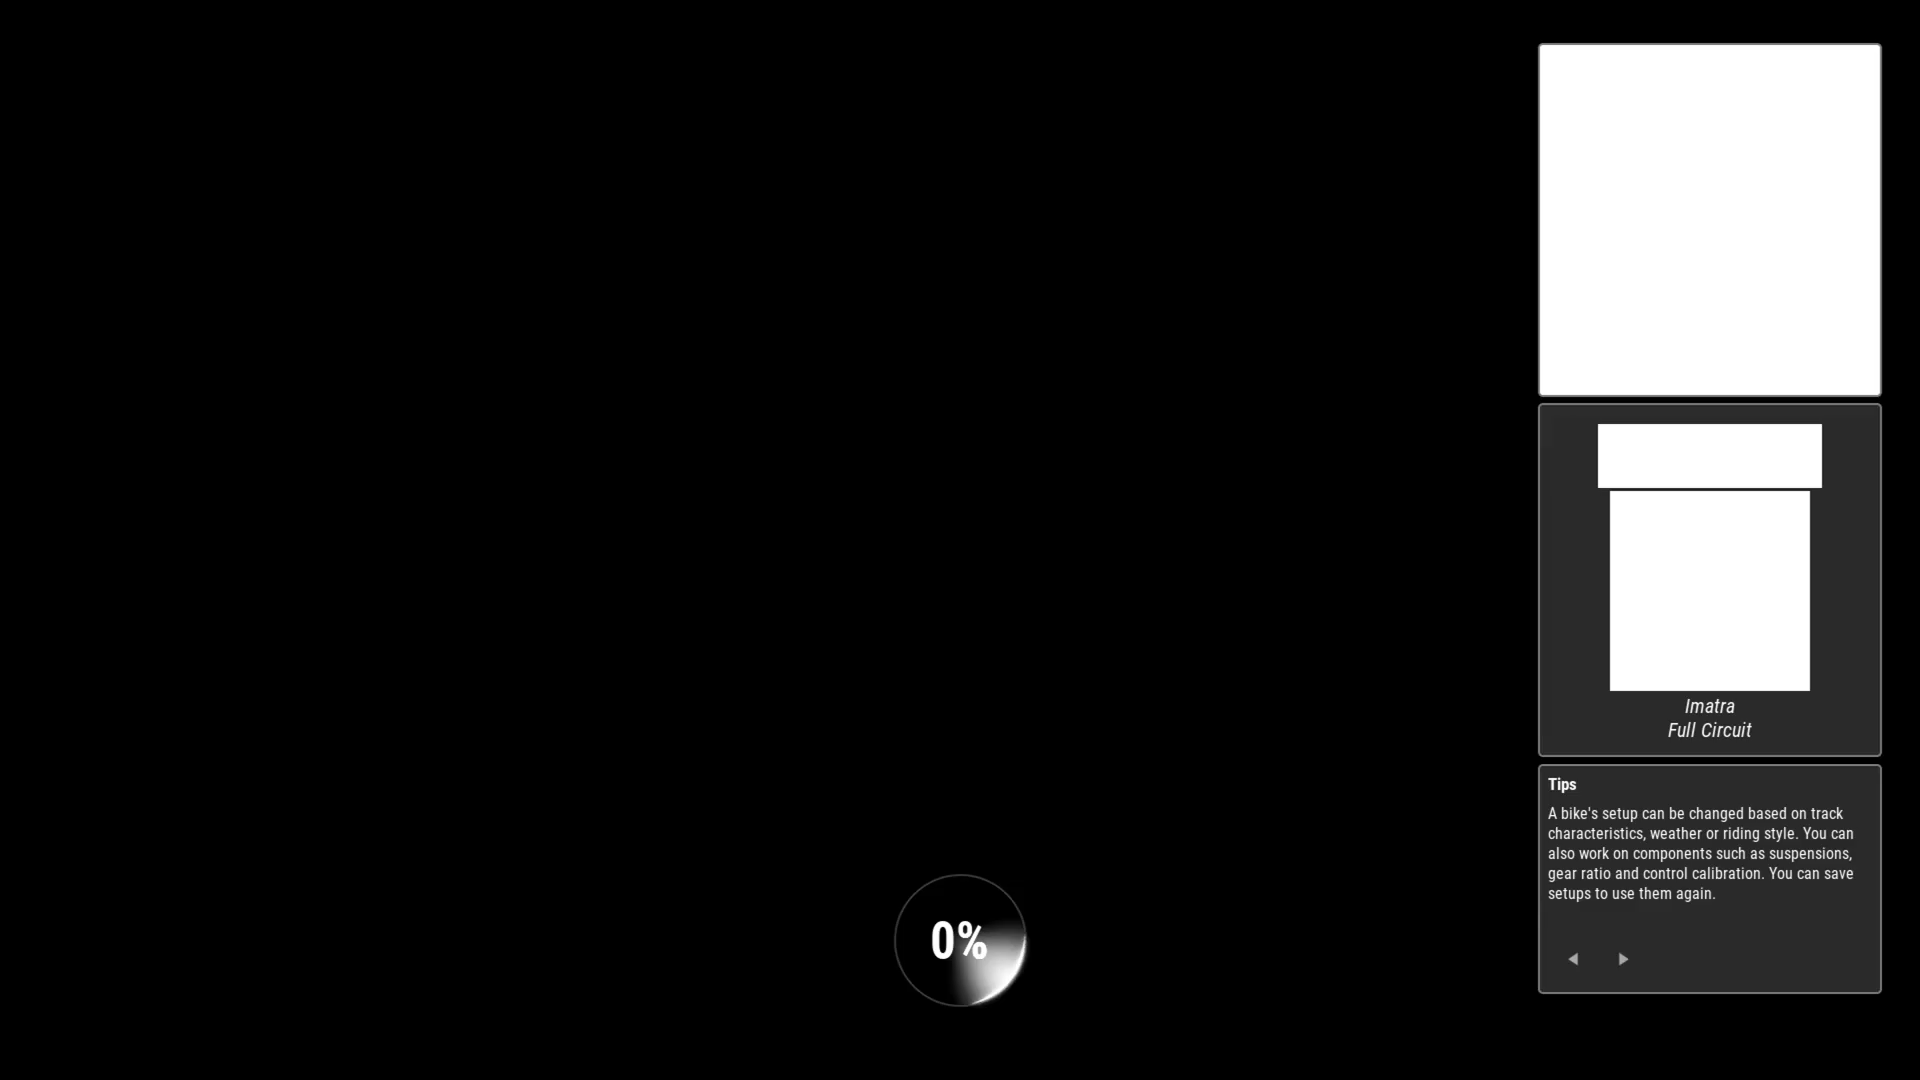 Imatra
Full Circuit
Tips
A bike's setup can be changed based on track
characteristics, weather or riding style. You can
also work on components such as suspensions,
gear ratio and control calibration. You can save
setups to use them again.
0%